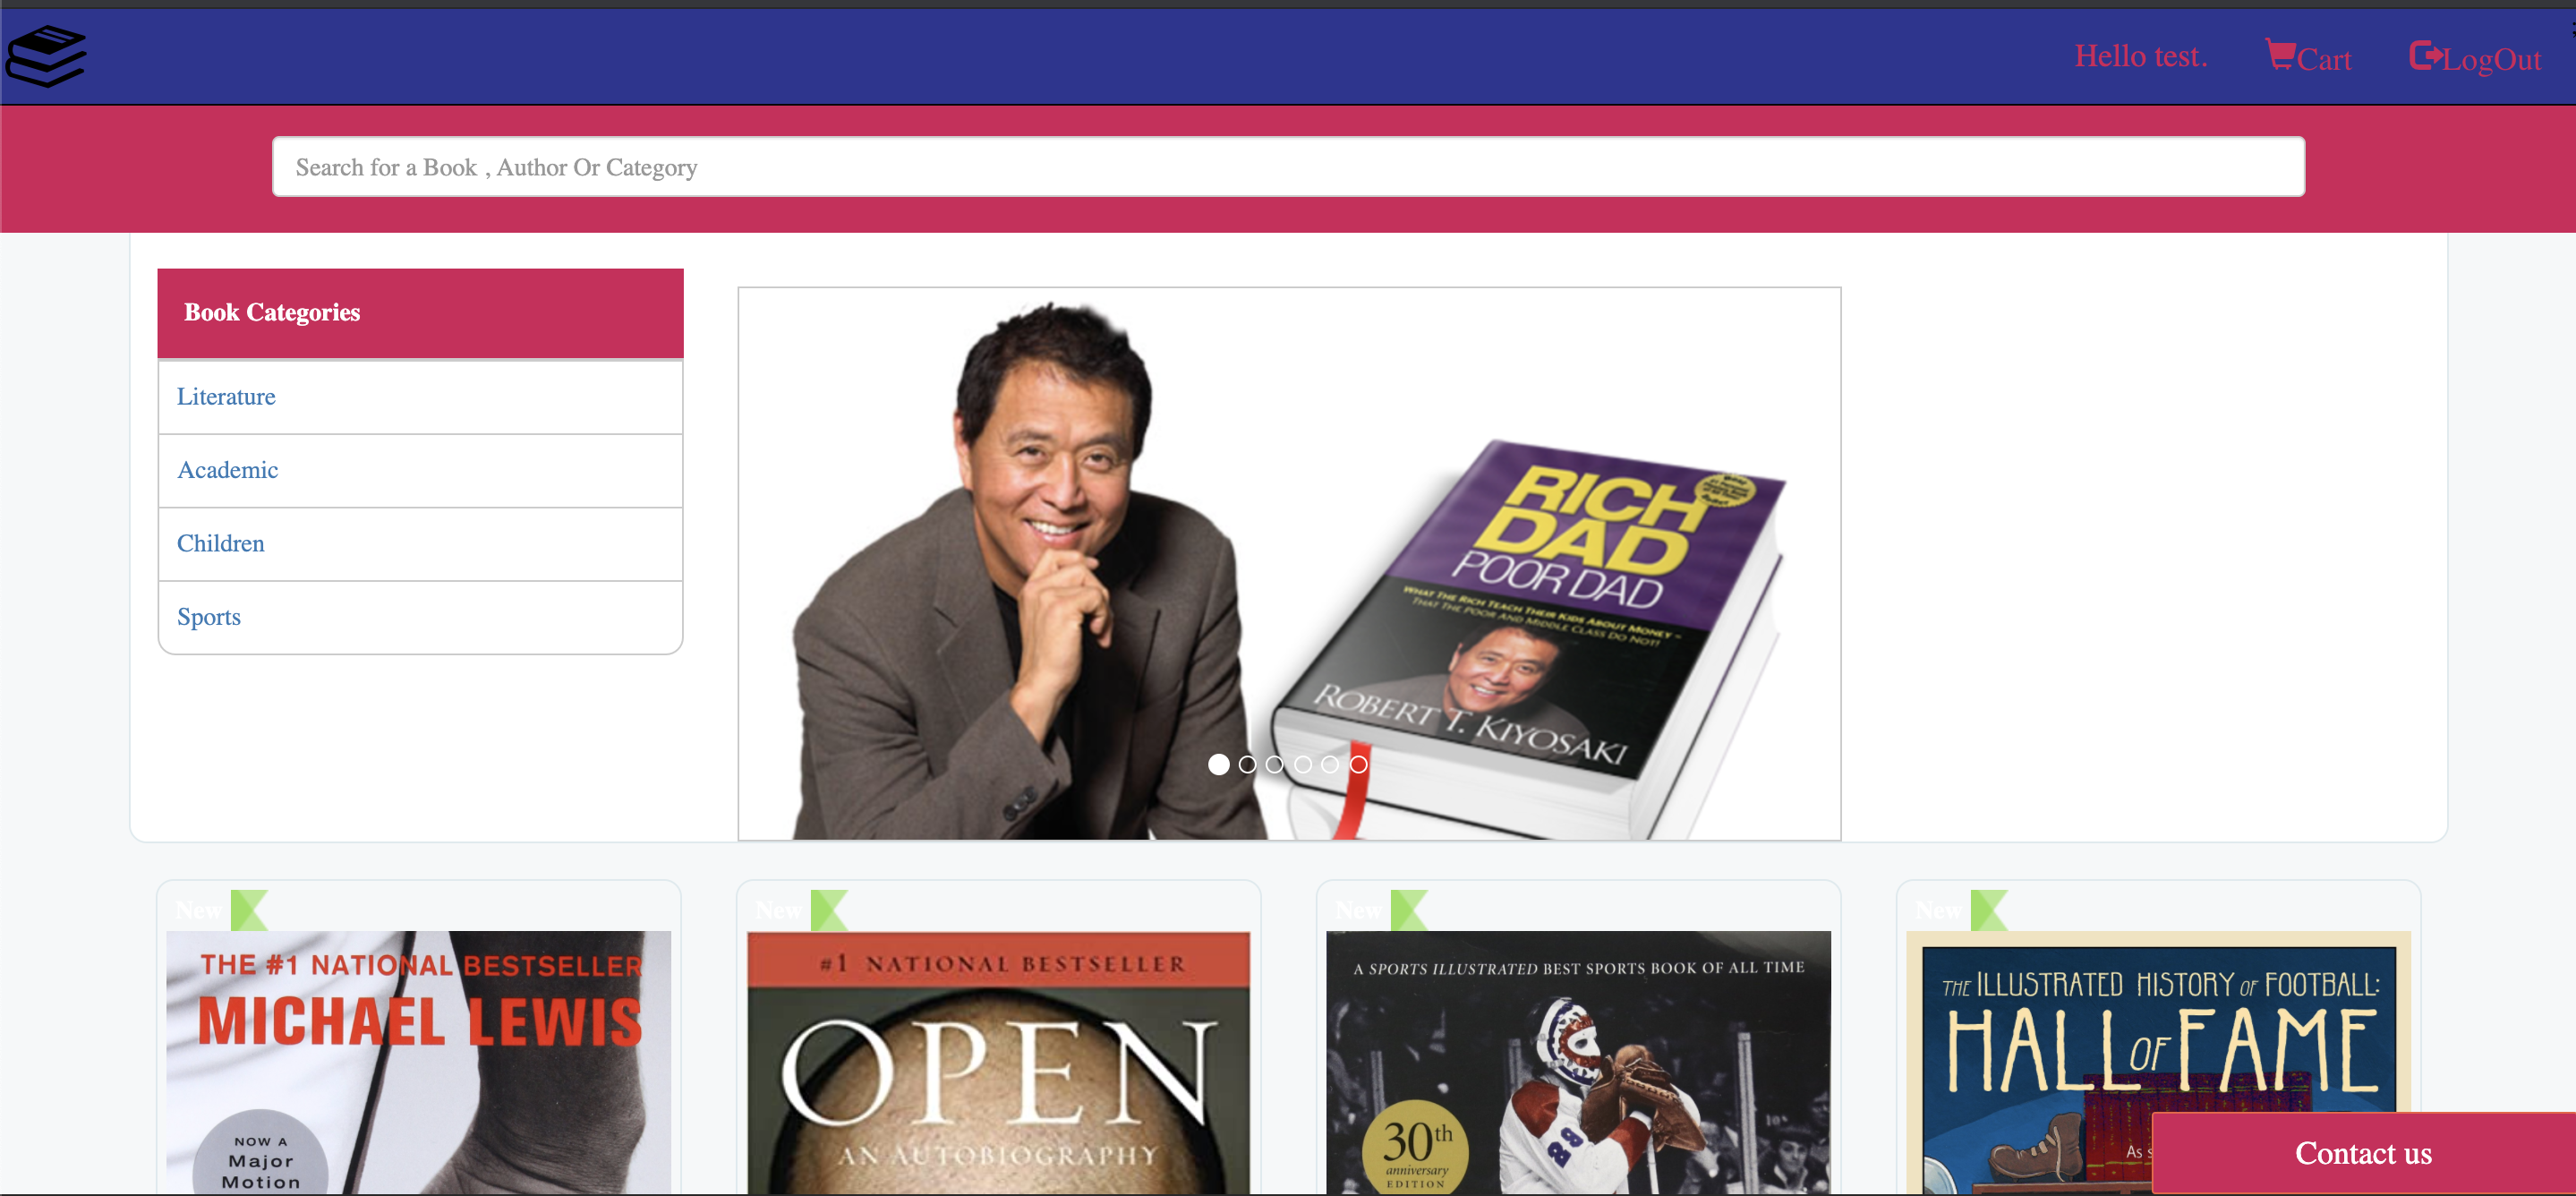 Hello test.
Cart
LogOut
Search for a Book , Author Or Category
Book Categories
Literature
Academic
Children
Sports
RICH
DAD
POOR DAD
WHAT THE RICH TEACH THEIR KIDS ABOUT MONEY –
THAT THE POOR AND MIDDLE CLASS DO NOT!
ROBERT T. KIYOSAKI
New
THE #1 NATIONAL BESTSELLER
MICHAEL LEWIS
NOW A
Major
Motion
New
#1 NATIONAL BESTSELLER
OPEN
AN AUTOBIOGRAPHY
New
A SPORTS ILLUSTRATED BEST SPORTS BOOK OF ALL TIME
29
30th
anniversary
EDITION
New
THE ILLUSTRATED HISTORY OF FOOTBALL:
HALL OF FAME
As
Contact us